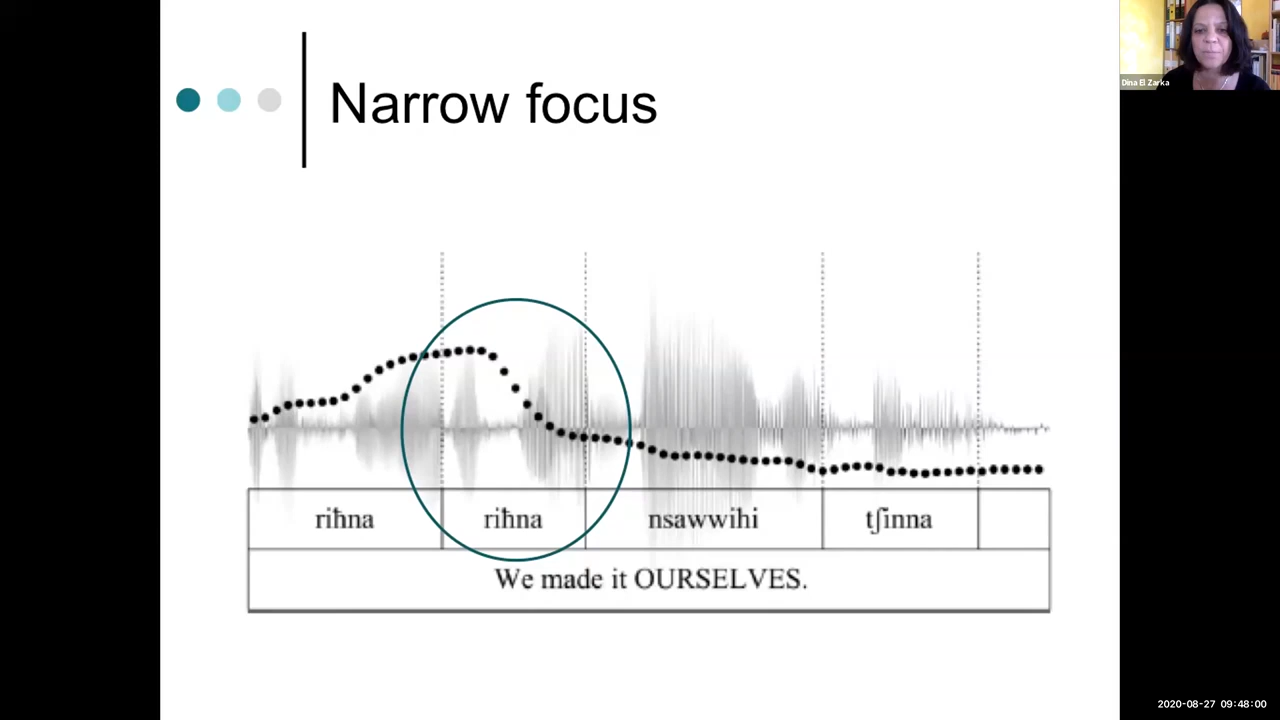 Narrow focus
riħna riħna nsawwihi tʃinna
We made it OURSELVES.
Dina El Zarka
2020-08-27 09:48:00